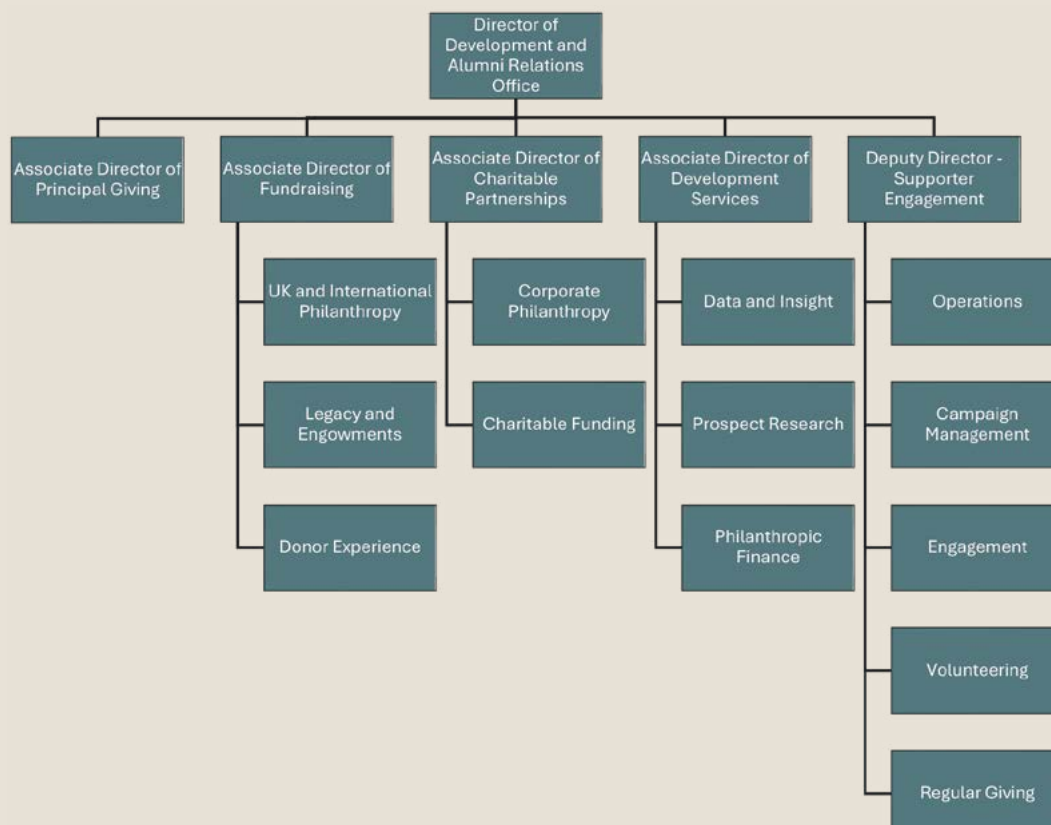 Director of
Development and
Alumni Relations
Office
Associate Director of
Principal Giving
Associate Director of
Fundraising
Associate Director of
Charitable
Partnerships
Associate Director of
Development
Services
Deputy Director -
Supporter
Engagement
UK and International
Philanthropy
Legacy and
Engowments
Donor Experience
Corporate
Philanthropy
Charitable Funding
Data and Insight
Prospect Research
Philanthropic
Finance
Operations
Campaign
Management
Engagement
Volunteering
Regular Giving